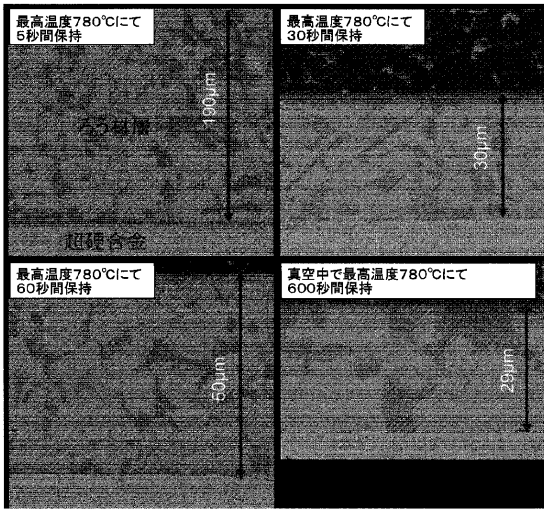 最高温度780℃にて
5秒間保持
190μm
ろう材層
超硬合金
最高温度780℃にて
30秒間保持
30μm
最高温度780℃にて
60秒間保持
50μm
真空中で最高温度780℃にて
600秒間保持
29μm